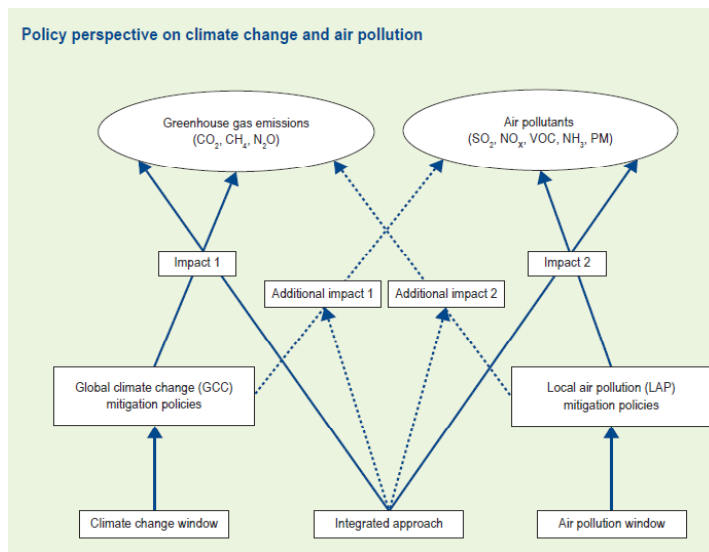 Policy perspective on climate change and air pollution
Greenhouse gas emissions
(CO₂, CH₄, N₂O)
Air pollutants
(SO₂, NOₓ, VOC, NH₃, PM)
Impact 1
Impact 2
Additional impact 1
Additional impact 2
Global climate change (GCC)
mitigation policies
Local air pollution (LAP)
mitigation policies
Climate change window
Integrated approach
Air pollution window